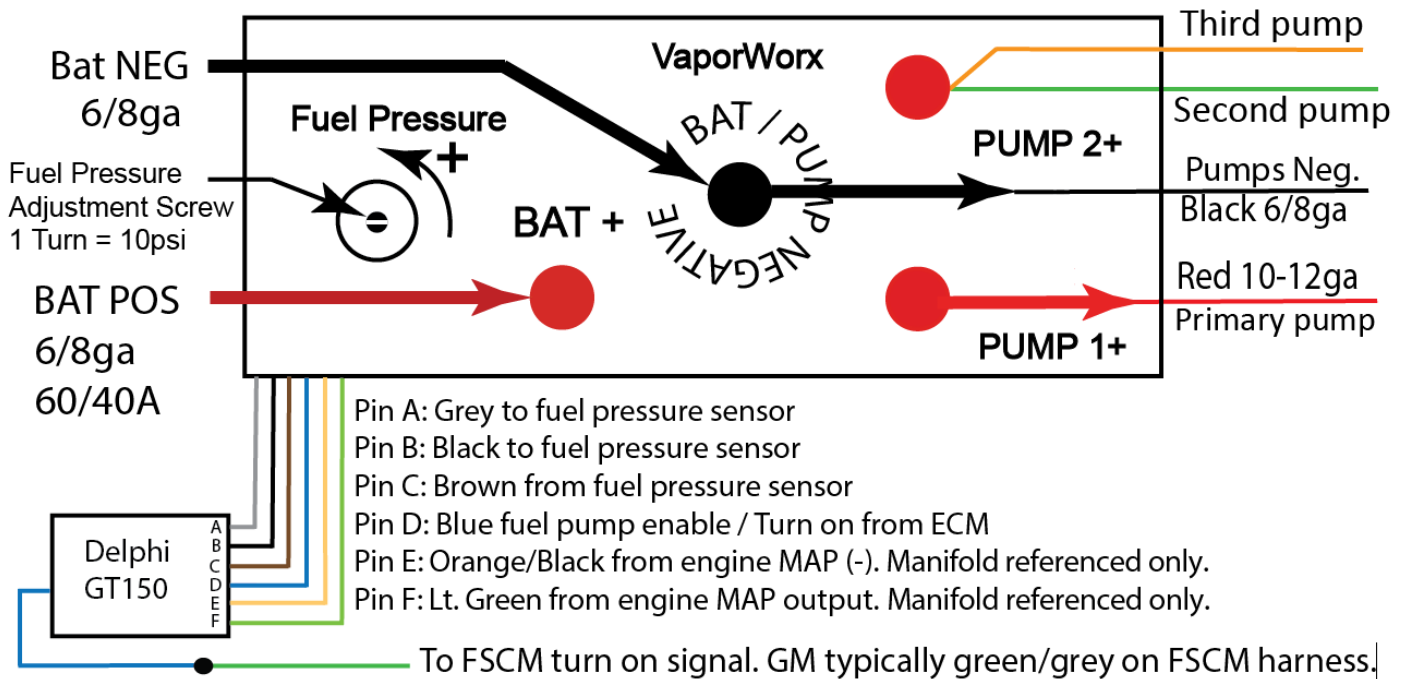 Bat NEG
6/8ga
Fuel Pressure
Adjustment Screw
1 Turn = 10psi
BAT POS
6/8ga
60/40A
Fuel Pressure
+
BAT +
VaporWorx
BAT / PUMP NEGATIVE
PUMP 2+
PUMP 1+
Third pump
Second pump
Pumps Neg.
Black 6/8ga
Red 10-12ga
Primary pump
Pin A: Grey to fuel pressure sensor
Pin B: Black to fuel pressure sensor
Pin C: Brown from fuel pressure sensor
Pin D: Blue fuel pump enable / Turn on from ECM
Pin E: Orange/Black from engine MAP (-). Manifold referenced only.
Pin F: Lt. Green from engine MAP output. Manifold referenced only.
Delphi
GT150
A
B
C
D
E
F
To FSCM turn on signal. GM typically green/grey on FSCM harness.